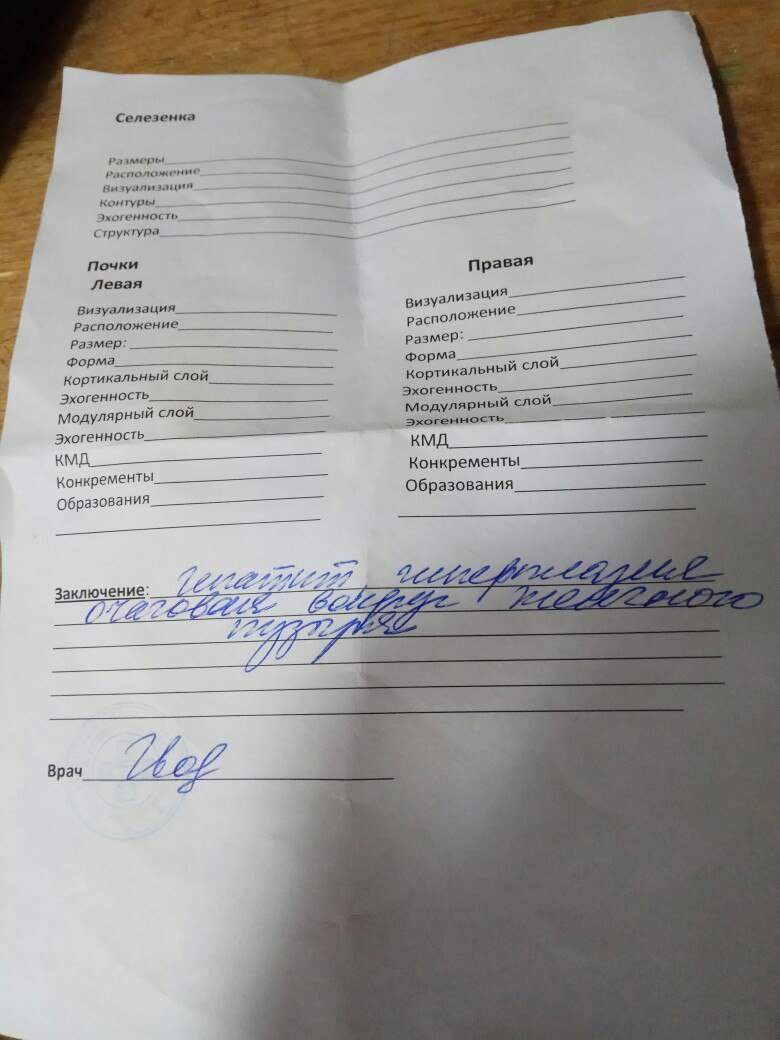 Селезенка
Размеры
Расположение
Визуализация
Контуры
Эхогенность
Структура
Почки
Левая
Визуализация
Расположение
Размер:
Форма
Кортикальный слой
Эхогенность
Модулярный слой
Эхогенность
КМД
Конкременты
Образования
Правая
Визуализация
Расположение
Размер:
Форма
Кортикальный слой
Эхогенность
Модулярный слой
Эхогенность
КМД
Конкременты
Образования
Заключение: гепатит, гиперплазия
очаговая вокруг желчного
пузыря
Врач